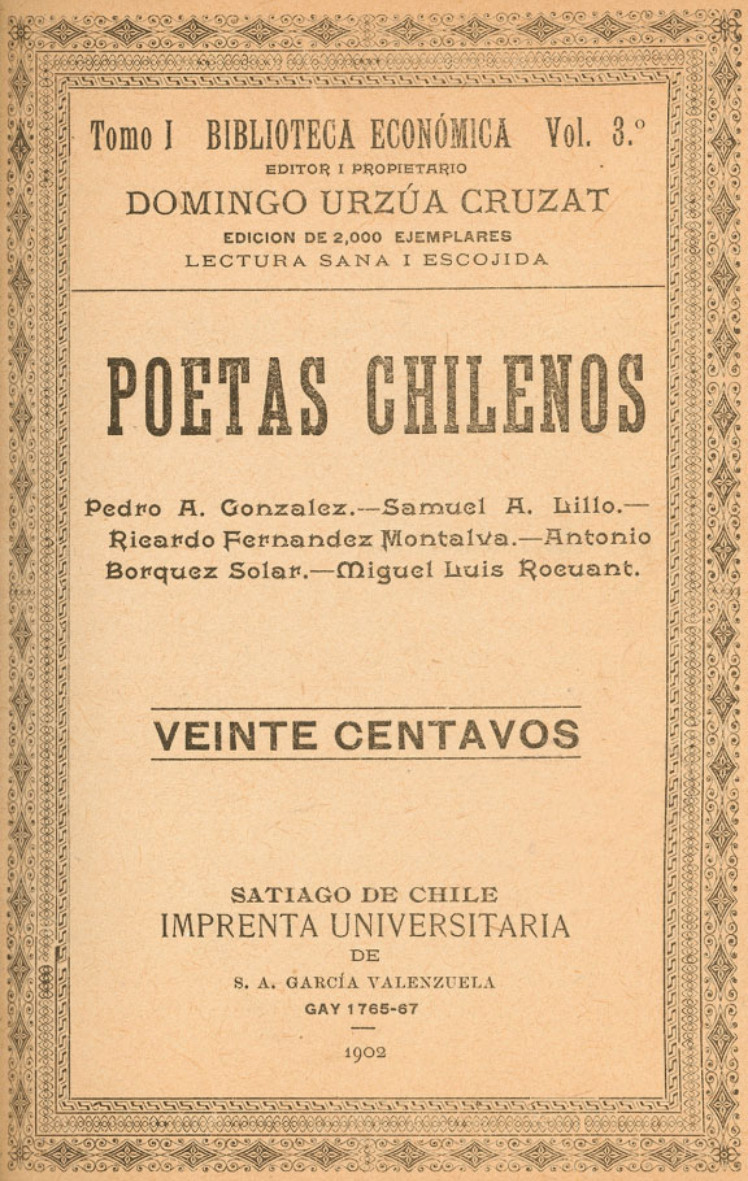 Tomo I BIBLIOTECA ECONÓMICA Vol. 3.º
EDITOR I PROPIETARIO
DOMINGO URZÚA CRUZAT
EDICION DE 2,000 EJEMPLARES
LECTURA SANA I ESCOJIDA
POETAS CHILENOS
Pedro A. Gonzalez.—Samuel A. Lillo.—
Ricardo Fernandez Montalva.—Antonio
Borquez Solar.—Miguel Luis Rocuant.
VEINTE CENTAVOS
SATIAGO DE CHILE
IMPRENTA UNIVERSITARIA
DE
S. A. GARCÍA VALENZUELA
GAY 1765-67
1902